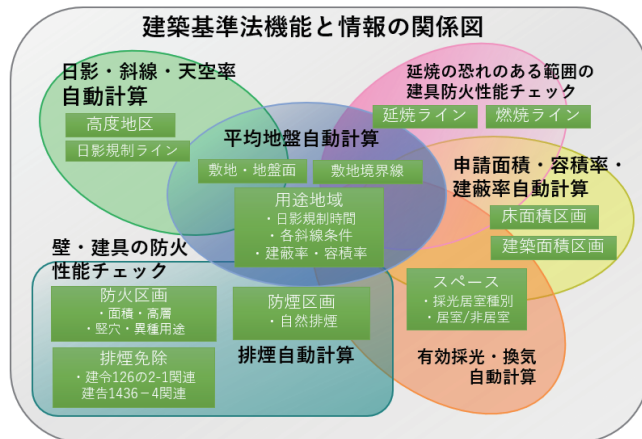 建築基準法機能と情報の関係図
日影・斜線・天空率
自動計算
高度地区
日影規制ライン
延焼の恐れのある範囲の
建具防火性能チェック
延焼ライン
燃焼ライン
平均地盤自動計算
敷地・地盤面
敷地境界線
用途地域
・日影規制時間
・各斜線条件
・建蔽率・容積率
申請面積・容積率・
建蔽率自動計算
床面積区画
建築面積区画
壁・建具の防火
性能チェック
防火区画
・面積・高層
・竪穴・異種用途
防煙区画
・自然排煙
排煙免除
・建令126の2-1関連
建告1436－4関連
排煙自動計算
スペース
・採光居室種別
・居室/非居室
有効採光・換気
自動計算